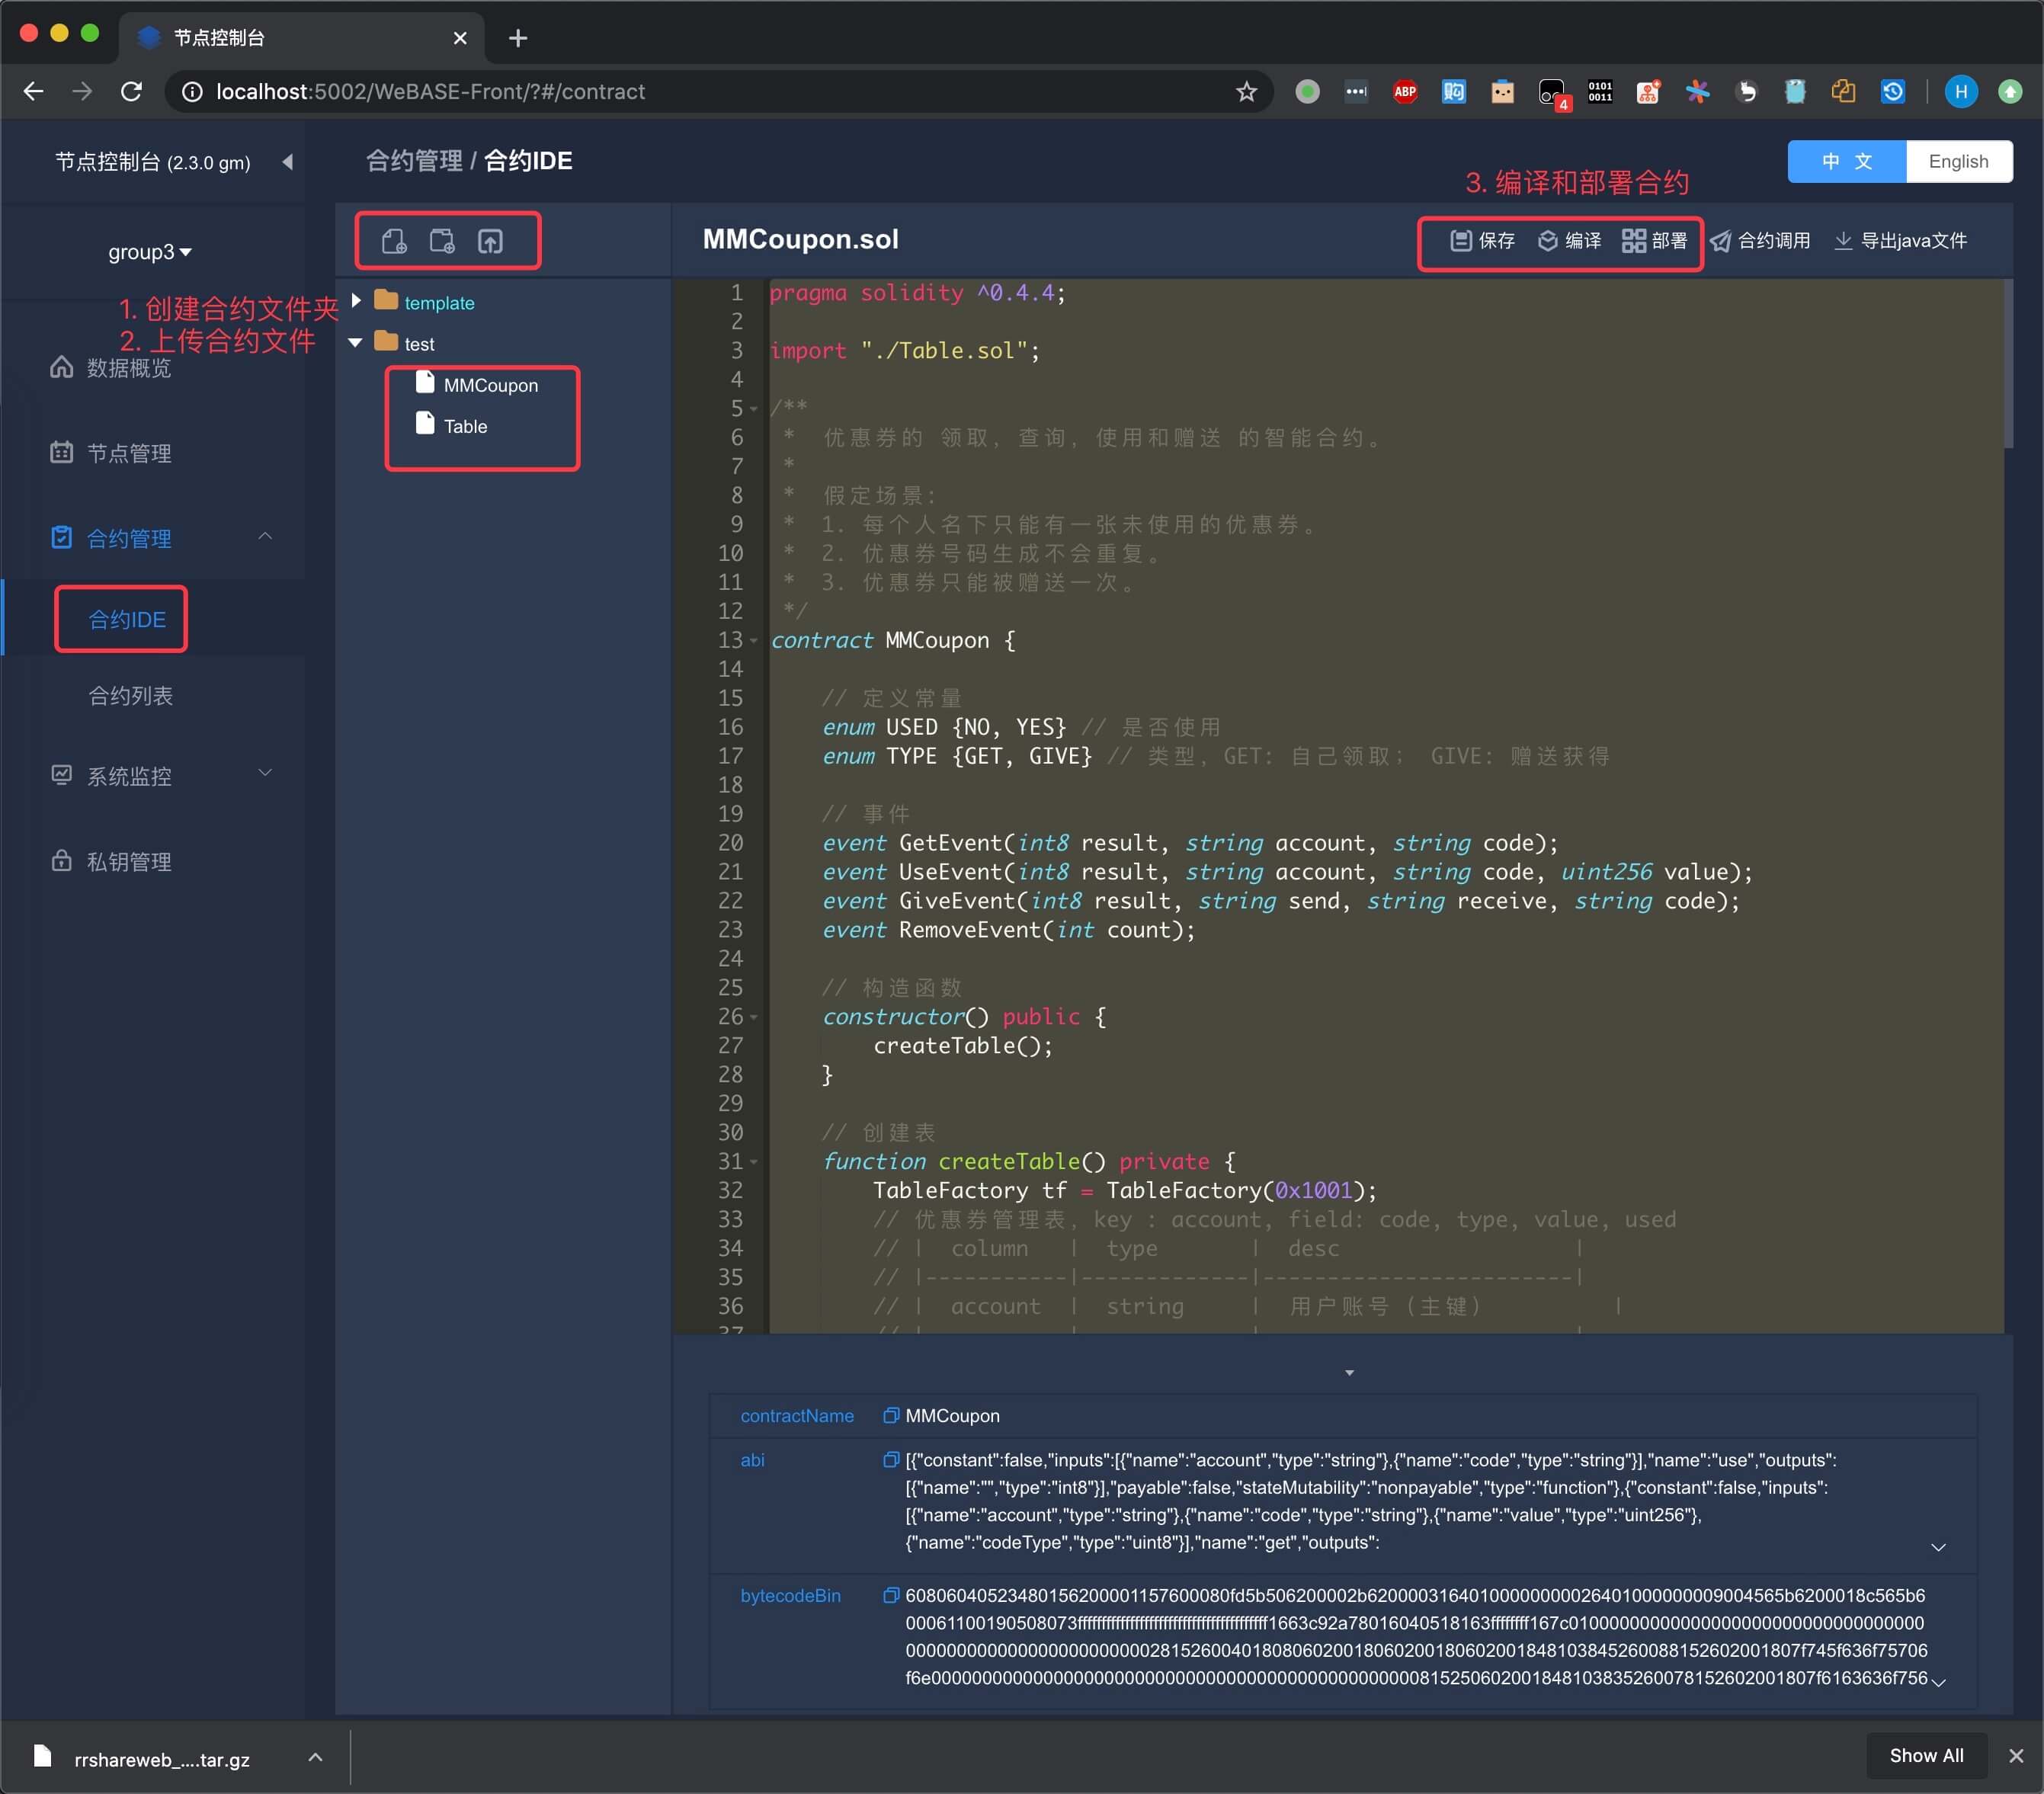 节点控制台
localhost:5002/WeBASE-Front/?#/contract
ABP
购
4
0101
0011
H
节点控制台 (2.3.0 gm)
合约管理 / 合约IDE
中 文
English
3. 编译和部署合约
group3
MMCoupon.sol
保存
编译
部署
合约调用
导出java文件
1. 创建合约文件夹
2. 上传合约文件
数据概览
节点管理
合约管理
合约IDE
合约列表
系统监控
私钥管理
template
test
MMCoupon
Table
1 pragma solidity ^0.4.4;
2
3 import "./Table.sol";
4
5 /**
6  *  优惠券的 领取, 查询, 使用和赠送 的智能合约。
7  *
8  *  假定场景:
9  *  1. 每个人名下只能有一张未使用的优惠券。
10  *  2. 优惠券号码生成不会重复。
11  *  3. 优惠券只能被赠送一次。
12  */
13 contract MMCoupon {
14
15     // 定义常量
16     enum USED {NO, YES} // 是否使用
17     enum TYPE {GET, GIVE} // 类型, GET: 自己领取; GIVE: 赠送获得
18
19     // 事件
20     event GetEvent(int8 result, string account, string code);
21     event UseEvent(int8 result, string account, string code, uint256 value);
22     event GiveEvent(int8 result, string send, string receive, string code);
23     event RemoveEvent(int count);
24
25     // 构造函数
26     constructor() public {
27         createTable();
28     }
29
30     // 创建表
31     function createTable() private {
32         TableFactory tf = TableFactory(0x1001);
33         // 优惠券管理表, key : account, field: code, type, value, used
34         // |  column   |  type       |  desc                  |
35         // |-----------|-------------|------------------------|
36         // |  account  |  string     |  用户账号 (主键)          |
37
contractName MMCoupon
abi [{"constant":false,"inputs":[{"name":"account","type":"string"},{"name":"code","type":"string"}],"name":"use","outputs":
[{"name":"","type":"int8"}],"payable":false,"stateMutability":"nonpayable","type":"function"},{"constant":false,"inputs":
[{"name":"account","type":"string"},{"name":"code","type":"string"},{"name":"value","type":"uint256"},
{"name":"codeType","type":"uint8"}],"name":"get","outputs":
bytecodeBin
rrshareweb_....tar.gz
Show All